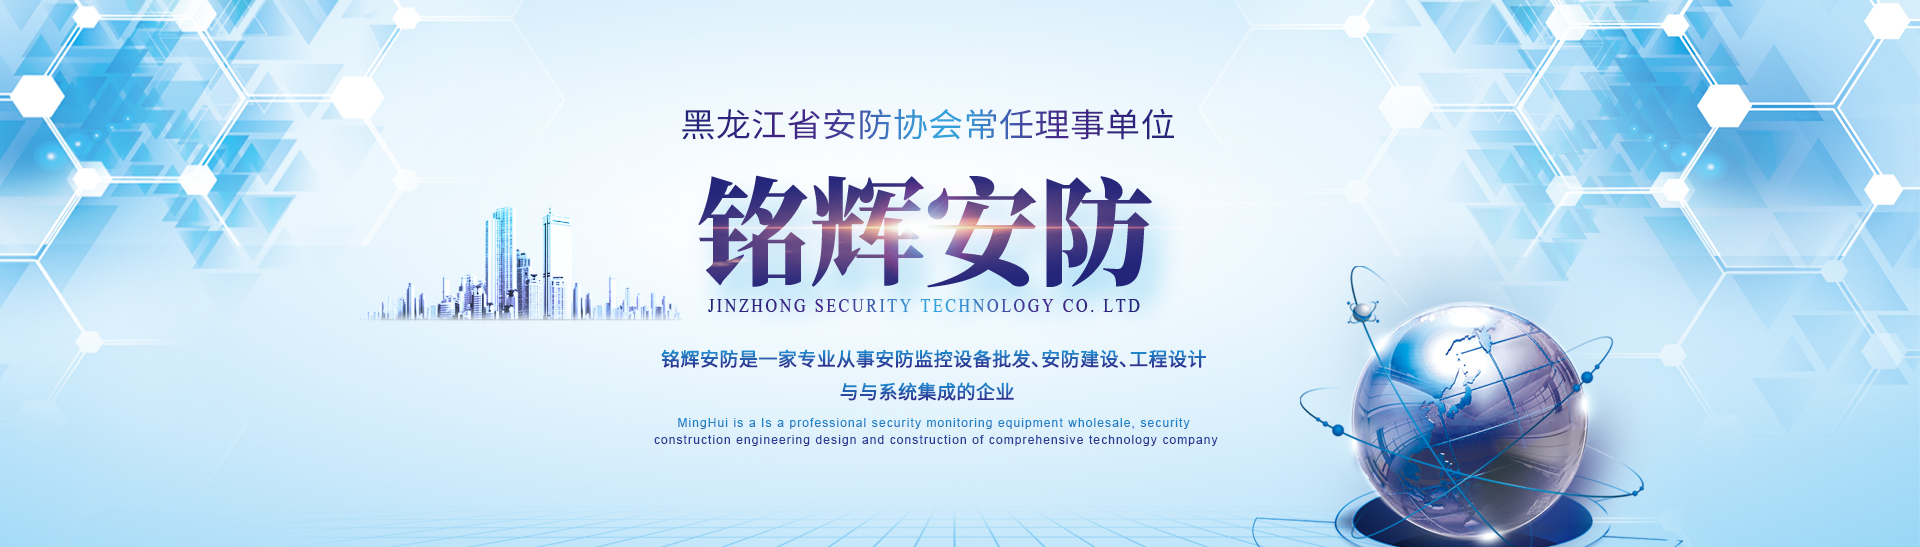 黑龙江省安防协会常任理事单位
铭辉安防
JINZHONG SECURITY TECHNOLOGY CO. LTD
铭辉安防是一家专业从事安防监控设备批发、安防建设、工程设计
与与系统集成的企业
MingHui is a Is a professional security monitoring equipment wholesale, security
construction engineering design and construction of comprehensive technology company